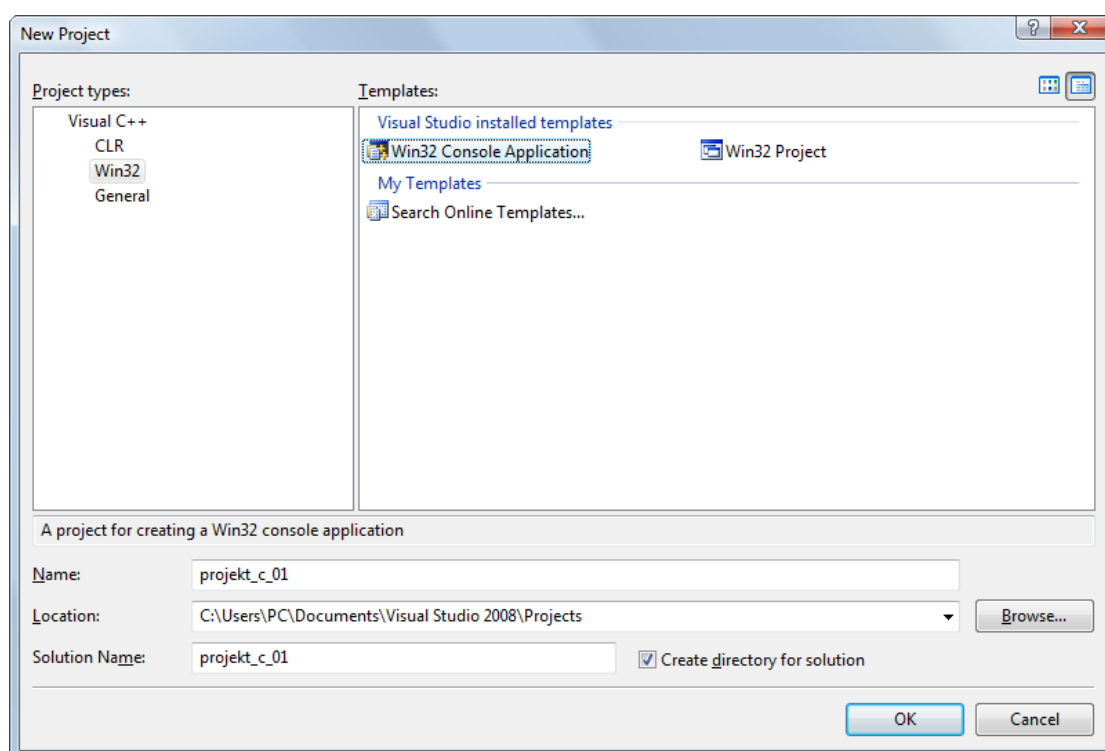 New Project
Project types:
Templates:
Visual C++
CLR
Win32
General
Visual Studio installed templates
Win32 Console Application
Win32 Project
My Templates
Search Online Templates...
A project for creating a Win32 console application
Name:
projekt_c_01
Location:
C:\Users\PC\Documents\Visual Studio 2008\Projects
Browse...
Solution Name:
projekt_c_01
Create directory for solution
OK
Cancel